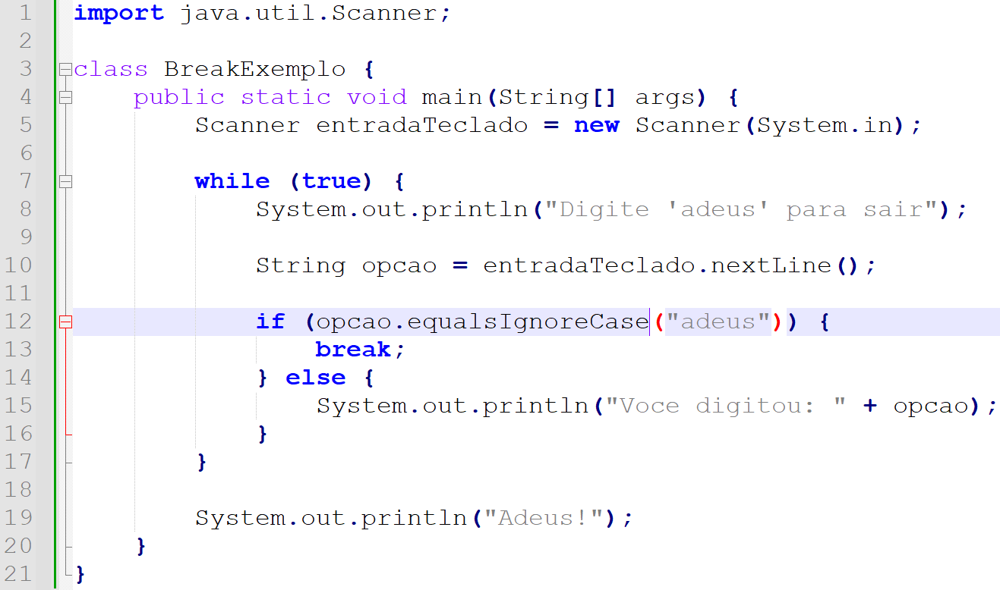 1 import java.util.Scanner;
2
3 class BreakExemplo {
4     public static void main(String[] args) {
5         Scanner entradaTeclado = new Scanner(System.in);
6
7         while (true) {
8             System.out.println("Digite 'adeus' para sair");
9
10             String opcao = entradaTeclado.nextLine();
11
12             if (opcao.equalsIgnoreCase("adeus")) {
13                 break;
14             } else {
15                 System.out.println("Voce digitou: " + opcao);
16             }
17         }
18
19         System.out.println("Adeus!");
20     }
21 }